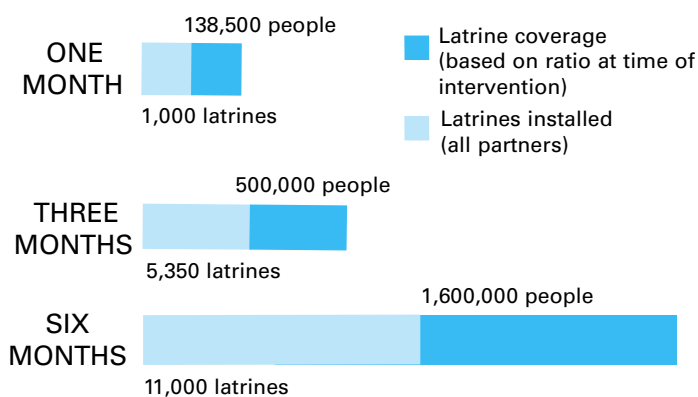 138,500 people
ONE
MONTH
1,000 latrines
Latrine coverage
(based on ratio at time of
intervention)
Latrines installed
(all partners)
500,000 people
THREE
MONTHS
5,350 latrines
1,600,000 people
SIX
MONTHS
11,000 latrines